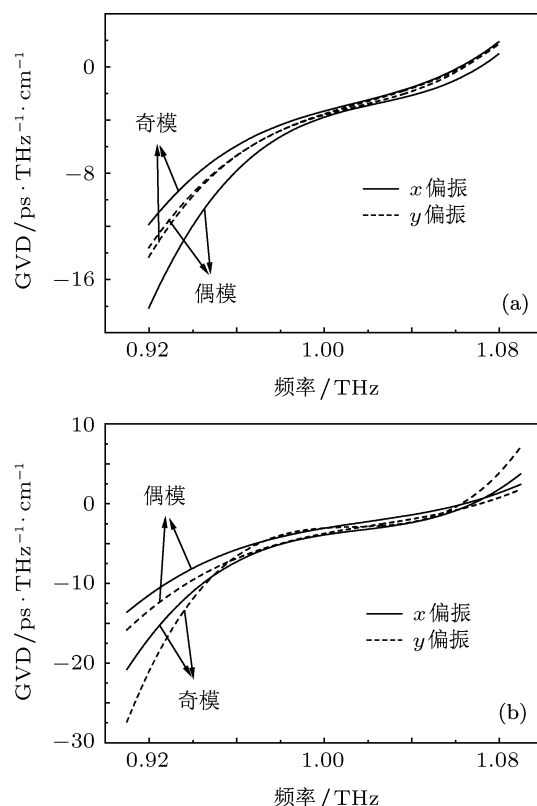 0
−8
−16
GVD/ps·THz⁻¹·cm⁻¹
奇模
偶模
x 偏振
y 偏振
(a)
0.92
1.00
1.08
频率/THz
10
0
−10
−20
−30
GVD/ps·THz⁻¹·cm⁻¹
偶模
奇模
x 偏振
y 偏振
(b)
0.92
1.00
1.08
频率/THz